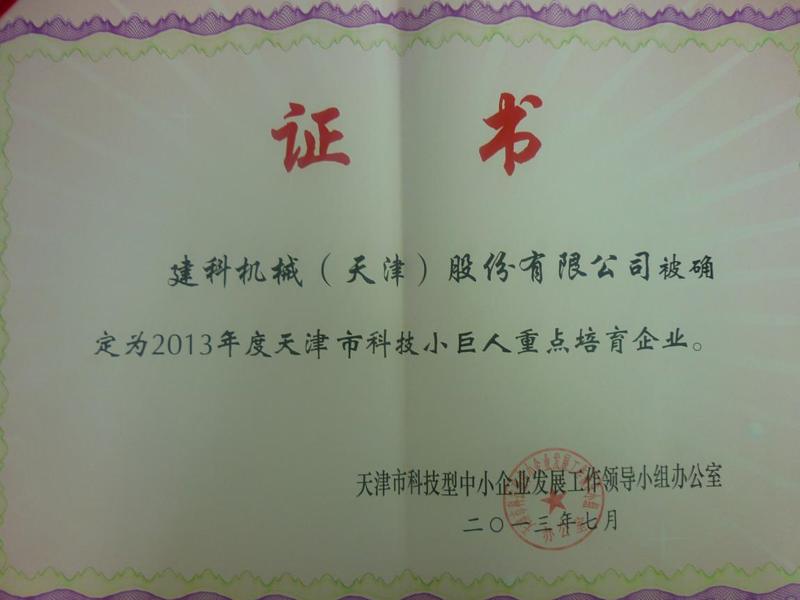 证书
建科机械（天津）股份有限公司被确
定为2013年度天津市科技小巨人重点培育企业。
天津市科技型中小企业发展工作领导小组办公室
二〇一三年七月
办公室